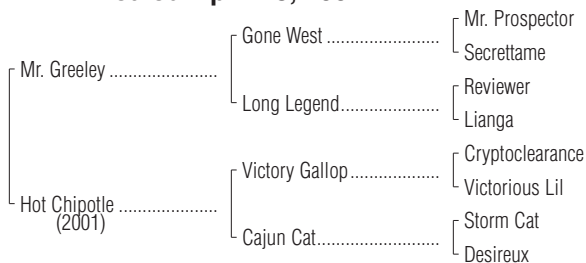 Mr. Prospector
Gone West
Secrettame
Mr. Greeley
Reviewer
Long Legend
Lianga
Cryptoclearance
Victory Gallop
Victorious Lil
Hot Chipotle
(2001)
Storm Cat
Cajun Cat
Desireux